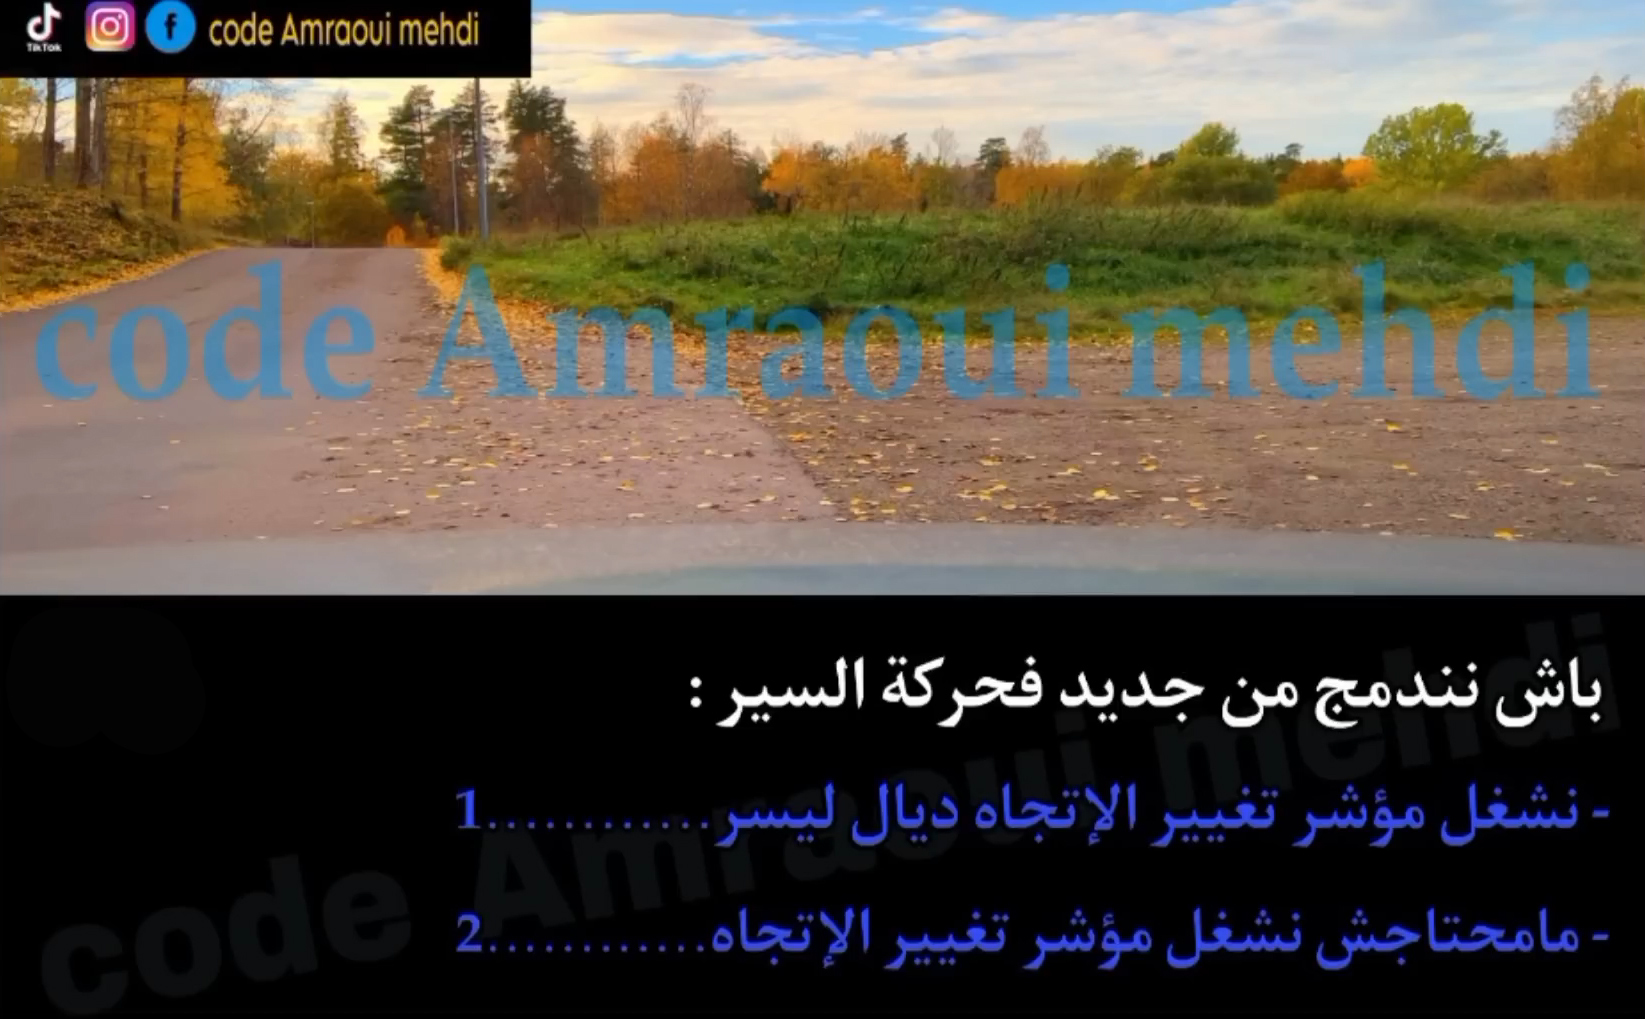 TikTok
code Amraoui mehdi
code Amraoui mehdi
باش نندمج من جديد فحركة السير :
- نشغل مؤشر تغيير الإتجاه ديال ليسر............1
- مامحتاجش نشغل مؤشر تغيير الإتجاه............2
code Amraoui mehdi